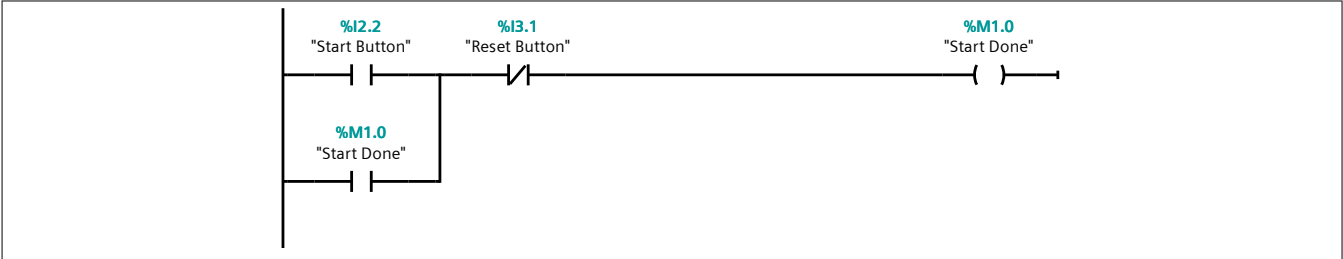 %I2.2
"Start Button"
%I3.1
"Reset Button"
%M1.0
"Start Done"
%M1.0
"Start Done"